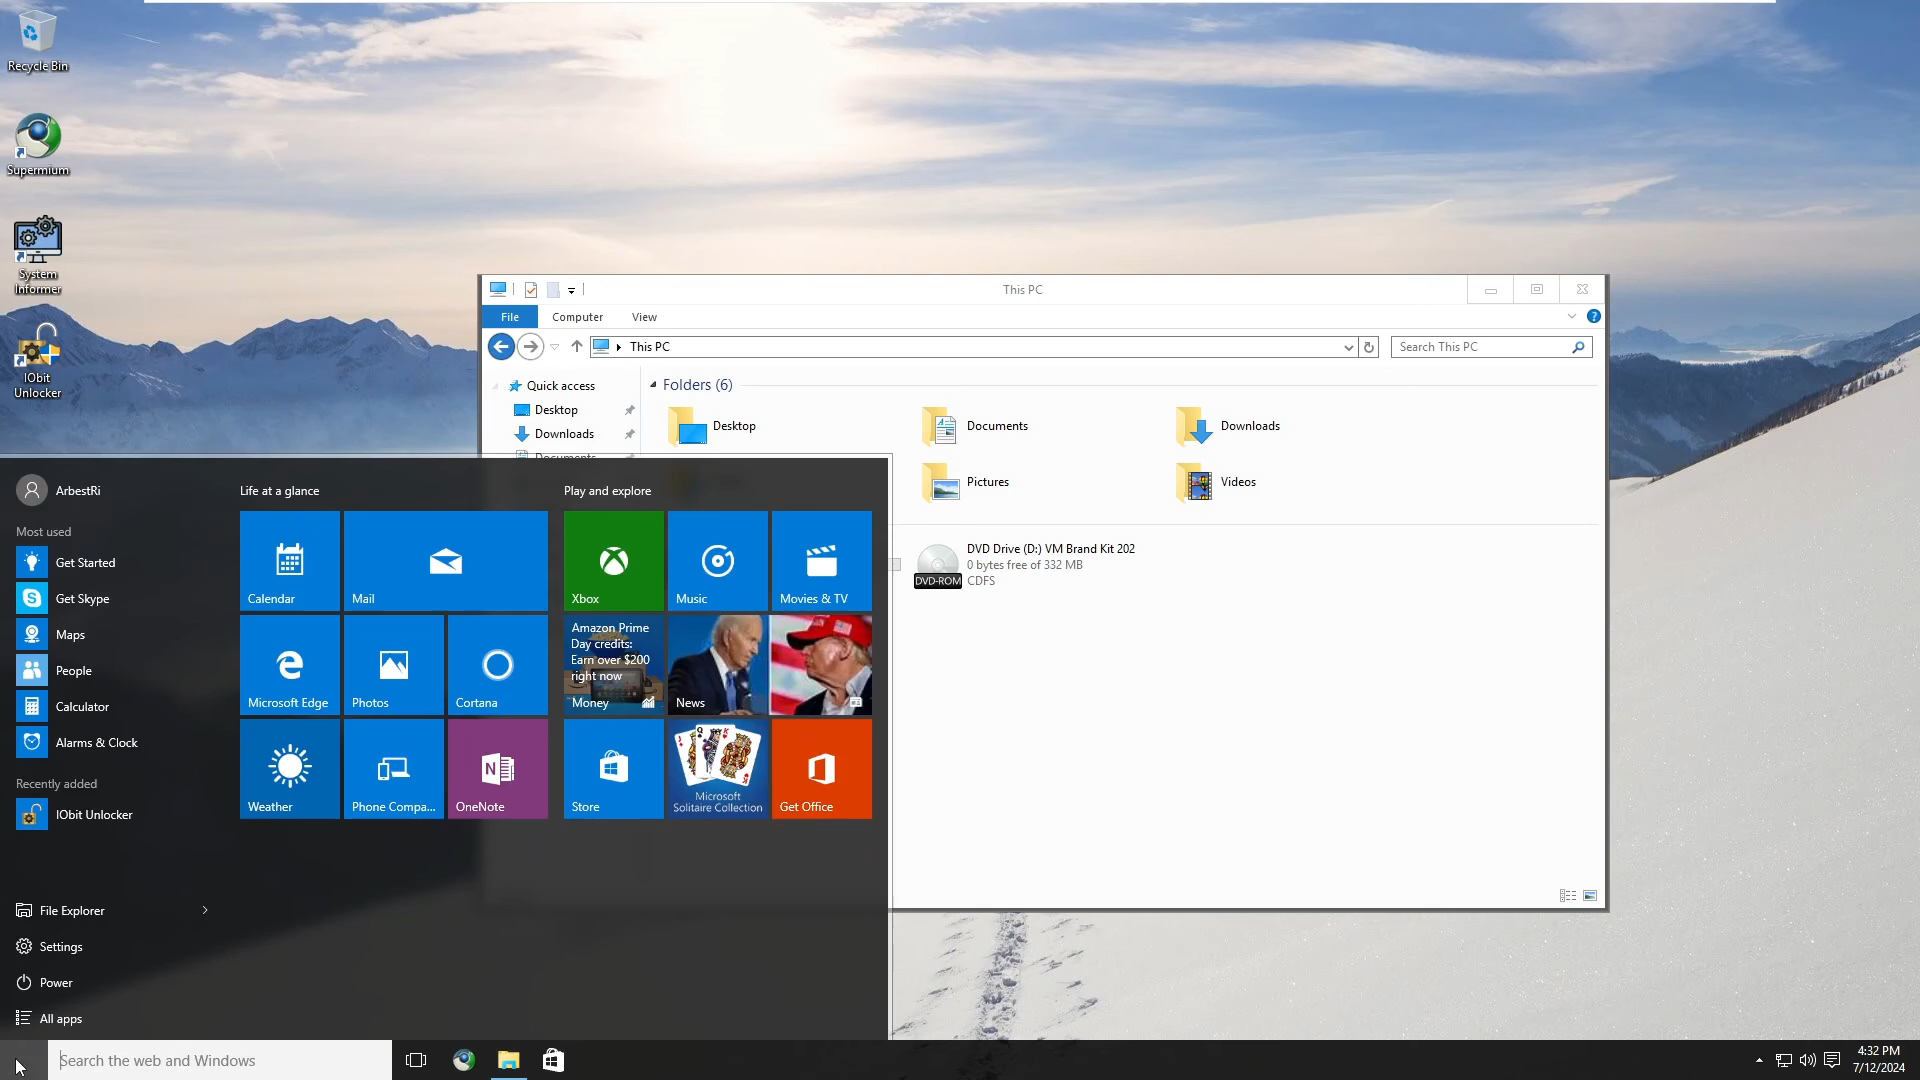 Recycle Bin
Supermium
System
Informer
IObit
Unlocker
This PC
File
Computer
View
This PC
Search This PC
Quick access
Desktop
Downloads
Documents
Folders (6)
Desktop
Documents
Downloads
Pictures
Videos
DVD-ROM
DVD Drive (D:) VM Brand Kit 202
0 bytes free of 332 MB
CDFS
ArbestRi
Most used
Get Started
Get Skype
Maps
People
Calculator
Alarms & Clock
Recently added
IObit Unlocker
File Explorer
Settings
Power
All apps
Life at a glance
Calendar
Mail
Microsoft Edge
Photos
Cortana
Weather
Phone Compa...
OneNote
Play and explore
Xbox
Music
Movies & TV
Amazon Prime
Day credits:
Earn over $200
right now
Money
News
Store
Microsoft
Solitaire Collection
Get Office
Search the web and Windows
4:32 PM
7/12/2024